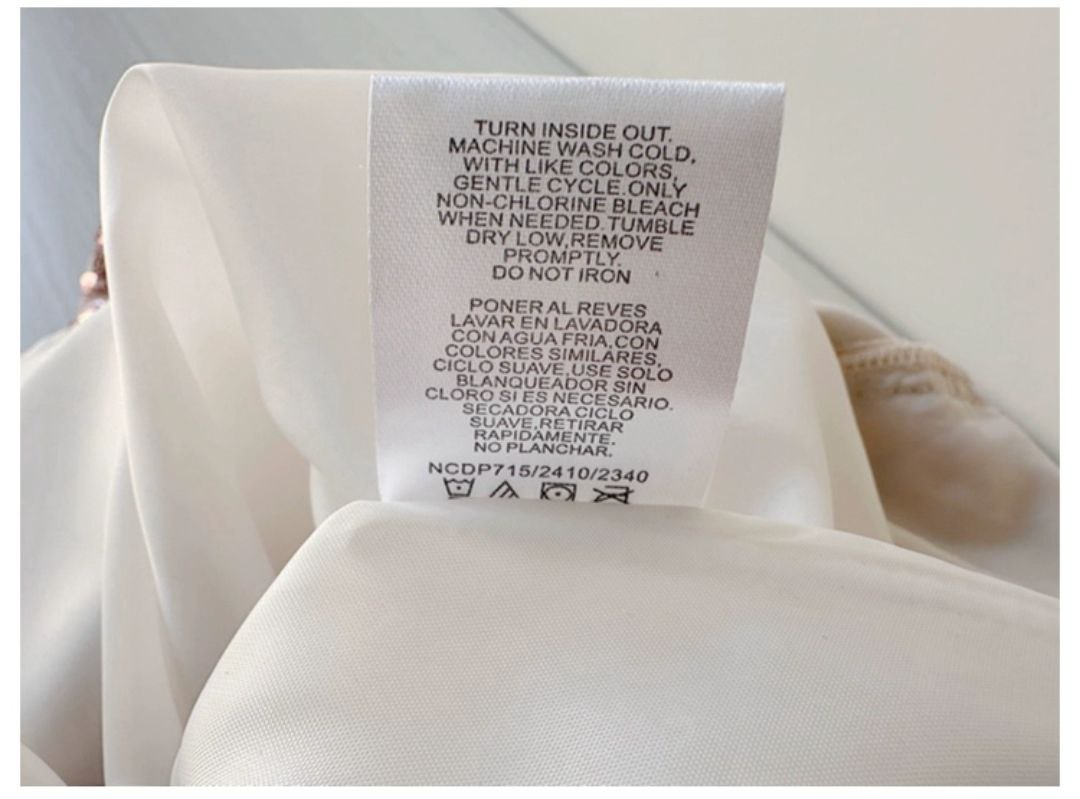 TURN INSIDE OUT.
MACHINE WASH COLD,
WITH LIKE COLORS,
GENTLE CYCLE.ONLY
NON-CHLORINE BLEACH
WHEN NEEDED.TUMBLE
DRY LOW,REMOVE
PROMPTLY.
DO NOT IRON
PONER AL REVES
LAVAR EN LAVADORA
CON AGUA FRIA,CON
COLORES SIMILARES,
CICLO SUAVE,USE SOLO
BLANQUEADOR SIN
CLORO SI ES NECESARIO.
SECADORA CICLO
SUAVE,RETIRAR
RAPIDAMENTE.
NO PLANCHAR.
NCDP715/2410/2340